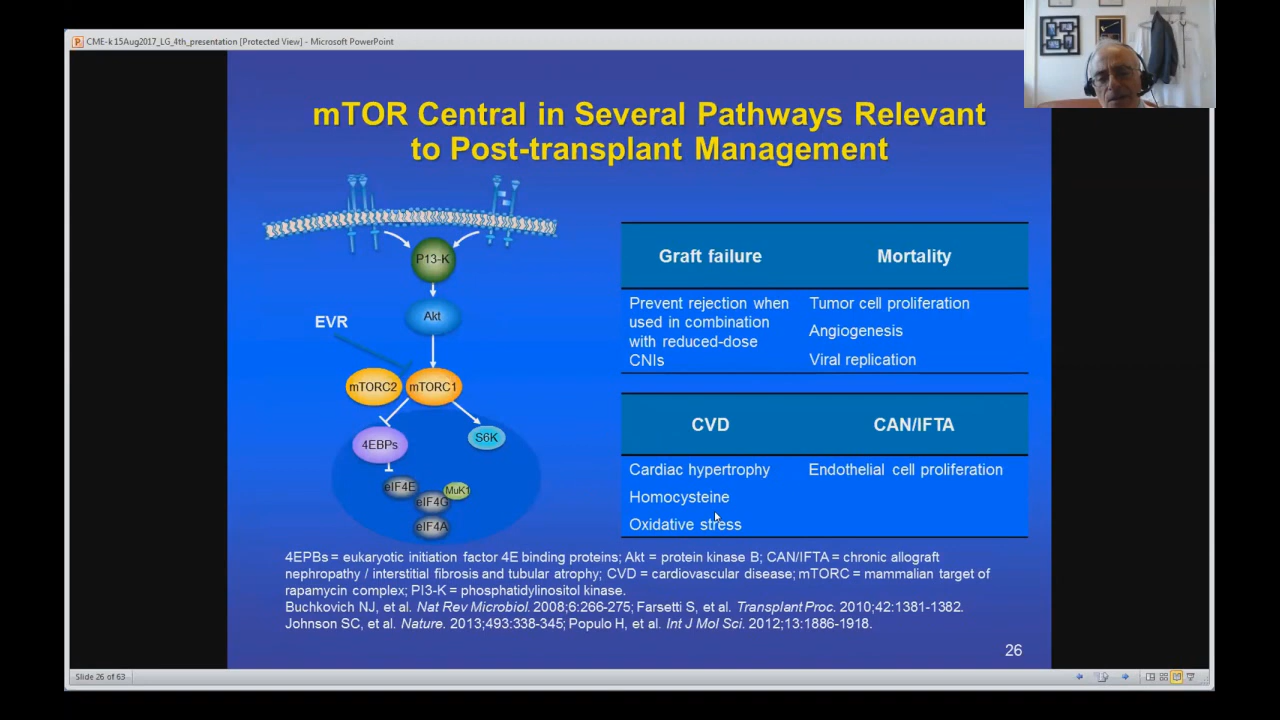 CME-k 15Aug2017_LG_4th_presentation [Protected View] - Microsoft PowerPoint
mTOR Central in Several Pathways Relevant
to Post-transplant Management
P13-K
Akt
EVR
mTORC2
mTORC1
4EBPs
S6K
eIF4E
MuK1
eIF4G
eIF4A
Graft failure
Mortality
Prevent rejection when
used in combination
with reduced-dose
CNIs
Tumor cell proliferation
Angiogenesis
Viral replication
CVD
CAN/IFTA
Cardiac hypertrophy
Homocysteine
Oxidative stress
Endothelial cell proliferation
4EPBs = eukaryotic initiation factor 4E binding proteins; Akt = protein kinase B; CAN/IFTA = chronic allograft
nephropathy / interstitial fibrosis and tubular atrophy; CVD = cardiovascular disease; mTORC = mammalian target of
rapamycin complex; PI3-K = phosphatidylinositol kinase.
Buchkovich NJ, et al. Nat Rev Microbiol. 2008;6:266-275; Farsetti S, et al. Transplant Proc. 2010;42:1381-1382.
Johnson SC, et al. Nature. 2013;493:338-345; Populo H, et al. Int J Mol Sci. 2012;13:1886-1918.
26
Slide 26 of 63